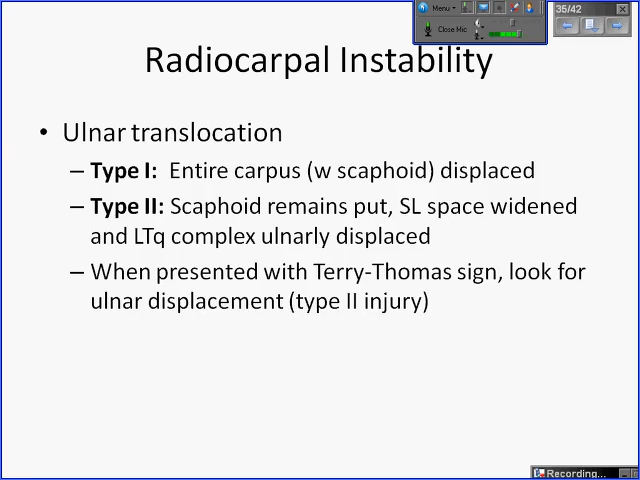 Menu
35/42
Close Mic
Radiocarpal Instability
• Ulnar translocation
– Type I: Entire carpus (w scaphoid) displaced
– Type II: Scaphoid remains put, SL space widened
and LTq complex ulnarly displaced
– When presented with Terry-Thomas sign, look for
ulnar displacement (type II injury)
Recording...